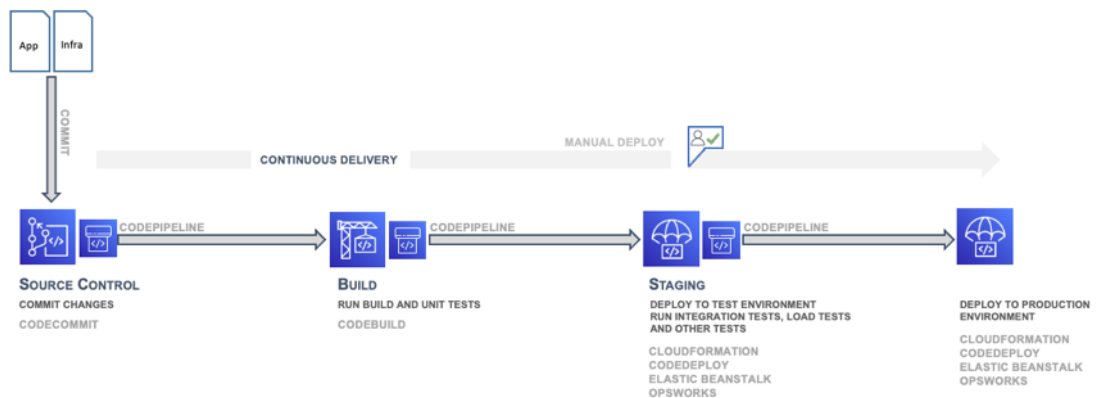 App
Infra
COMMIT
MANUAL DEPLOY
CONTINUOUS DELIVERY
CODEPIPELINE
CODEPIPELINE
CODEPIPELINE
SOURCE CONTROL
COMMIT CHANGES
CODECOMMIT
BUILD
RUN BUILD AND UNIT TESTS
CODEBUILD
STAGING
DEPLOY TO TEST ENVIRONMENT
RUN INTEGRATION TESTS, LOAD TESTS
AND OTHER TESTS
CLOUDFORMATION
CODEDEPLOY
ELASTIC BEANSTALK
OPSWORKS
DEPLOY TO PRODUCTION
ENVIRONMENT
CLOUDFORMATION
CODEDEPLOY
ELASTIC BEANSTALK
OPSWORKS